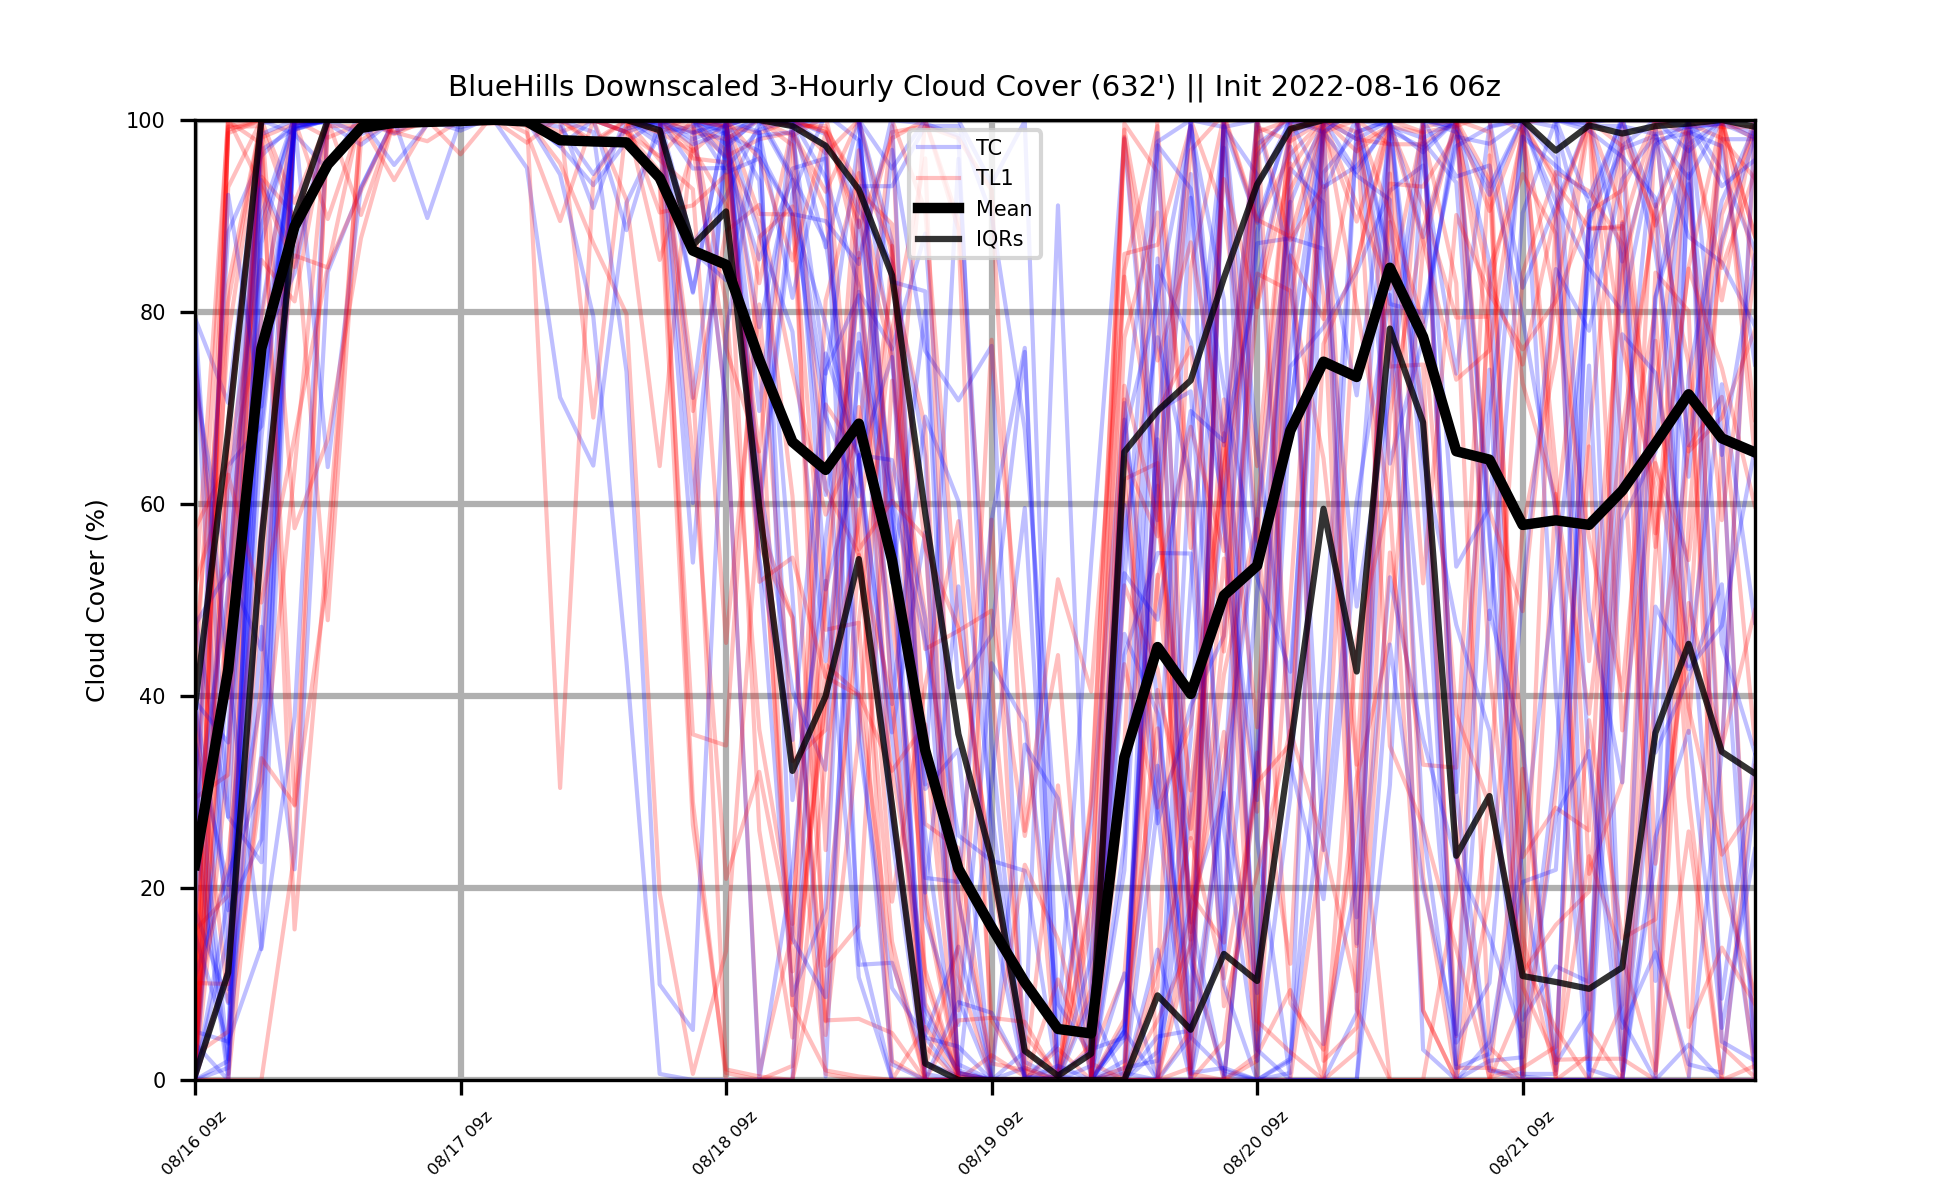 BlueHills Downscaled 3-Hourly Cloud Cover (632') || Init 2022-08-16 06z
TC
TL1
Mean
IQRs
Cloud Cover (%)
100
80
60
40
20
0
08/16 09z
08/17 09z
08/18 09z
08/19 09z
08/20 09z
08/21 09z